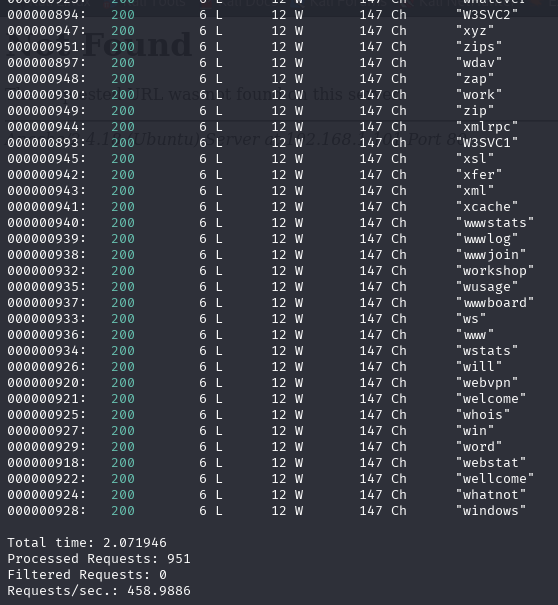 000000894: 200 6 L 12 W 147 Ch "W3SVC2"
000000947: 200 6 L 12 W 147 Ch "xyz"
000000951: 200 6 L 12 W 147 Ch "zips"
000000897: 200 6 L 12 W 147 Ch "wdav"
000000948: 200 6 L 12 W 147 Ch "zap"
000000930: 200 6 L 12 W 147 Ch "work"
000000949: 200 6 L 12 W 147 Ch "zip"
000000944: 200 6 L 12 W 147 Ch "xmlrpc"
000000893: 200 6 L 12 W 147 Ch "W3SVC1"
000000945: 200 6 L 12 W 147 Ch "xsl"
000000942: 200 6 L 12 W 147 Ch "xfer"
000000943: 200 6 L 12 W 147 Ch "xml"
000000941: 200 6 L 12 W 147 Ch "xcache"
000000940: 200 6 L 12 W 147 Ch "wwwstats"
000000939: 200 6 L 12 W 147 Ch "wwwlog"
000000938: 200 6 L 12 W 147 Ch "wwwjoin"
000000932: 200 6 L 12 W 147 Ch "workshop"
000000935: 200 6 L 12 W 147 Ch "wusage"
000000937: 200 6 L 12 W 147 Ch "wwwboard"
000000933: 200 6 L 12 W 147 Ch "ws"
000000936: 200 6 L 12 W 147 Ch "www"
000000934: 200 6 L 12 W 147 Ch "wstats"
000000926: 200 6 L 12 W 147 Ch "will"
000000920: 200 6 L 12 W 147 Ch "webvpn"
000000921: 200 6 L 12 W 147 Ch "welcome"
000000925: 200 6 L 12 W 147 Ch "whois"
000000927: 200 6 L 12 W 147 Ch "win"
000000929: 200 6 L 12 W 147 Ch "word"
000000918: 200 6 L 12 W 147 Ch "webstat"
000000922: 200 6 L 12 W 147 Ch "wellcome"
000000924: 200 6 L 12 W 147 Ch "whatnot"
000000928: 200 6 L 12 W 147 Ch "windows"
Total time: 2.071946
Processed Requests: 951
Filtered Requests: 0
Requests/sec.: 458.9886